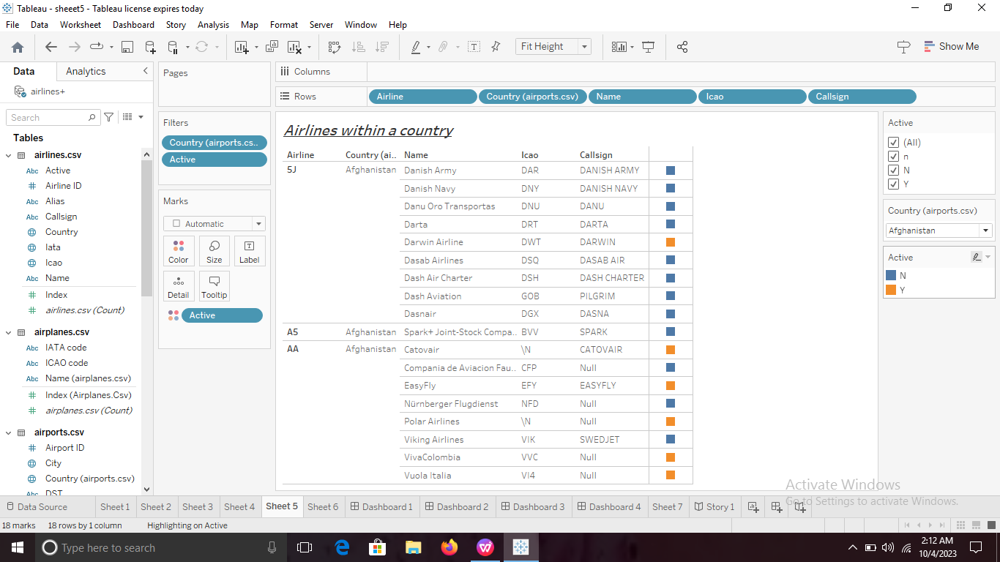 Tableau - sheeet5 - Tableau license expires today
File Data Worksheet Dashboard Story Analysis Map Format Server Window Help
Fit Height
Show Me
Data Analytics
airlines+
Search
Tables
airlines.csv
Abc Active
# Airline ID
Abc Alias
Abc Callsign
Country
Iata
Icao
Abc Name
# Index
# airlines.csv (Count)
airplanes.csv
Abc IATA code
Abc ICAO code
Abc Name (airplanes.csv)
# Index (Airplanes.Csv)
# airplanes.csv (Count)
airports.csv
# Airport ID
City
Country (airports.csv)
Abc DST
Pages
Filters
Country (airports.cs..
Active
Marks
Automatic
Color Size Label
Detail Tooltip
Active
Columns
Rows Airline Country (airports.csv) Name Icao Callsign
Airlines within a country
Airline Country (ai.. Name Icao Callsign
5J Afghanistan Danish Army DAR DANISH ARMY
Danish Navy DNY DANISH NAVY
Danu Oro Transportas DNU DANU
Darta DRT DARTA
Darwin Airline DWT DARWIN
Dasab Airlines DSQ DASAB AIR
Dash Air Charter DSH DASH CHARTER
Dash Aviation GOB PILGRIM
Dasnair DGX DASNA
A5 Afghanistan Spark+ Joint-Stock Compa.. BVV SPARK
AA Afghanistan Catovair \N CATOVAIR
Compania de Aviacion Fau.. CFP Null
EasyFly EFY EASYFLY
Nürnberger Flugdienst NFD Null
Polar Airlines \N Null
Viking Airlines VIK SWEDJET
VivaColombia VVC Null
Vuola Italia VI4 Null
Active
(All)
n
N
Y
Country (airports.csv)
Afghanistan
Active
N
Y
Activate Windows
Go to Settings to activate Windows.
Data Source Sheet 1 Sheet 2 Sheet 3 Sheet 4 Sheet 5 Sheet 6 Dashboard 1 Dashboard 2 Dashboard 3 Dashboard 4 Sheet 7 Story 1
18 marks 18 rows by 1 column Highlighting on Active
Type here to search
2:12 AM
10/4/2023